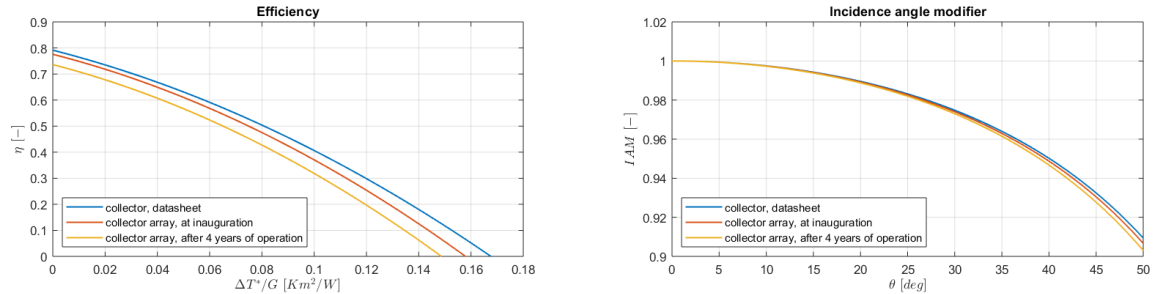 Efficiency
0.9
0.8
0.7
0.6
0.5
0.4
0.3
0.2
0.1
0
η [−]
collector, datasheet
collector array, at inauguration
collector array, after 4 years of operation
0 0.02 0.04 0.06 0.08 0.1 0.12 0.14 0.16 0.18
ΔT*/G [Km²/W]
Incidence angle modifier
1.02
1
0.98
0.96
0.94
0.92
0.9
IAM [−]
collector, datasheet
collector array, at inauguration
collector array, after 4 years of operation
0 5 10 15 20 25 30 35 40 45 50
θ [deg]